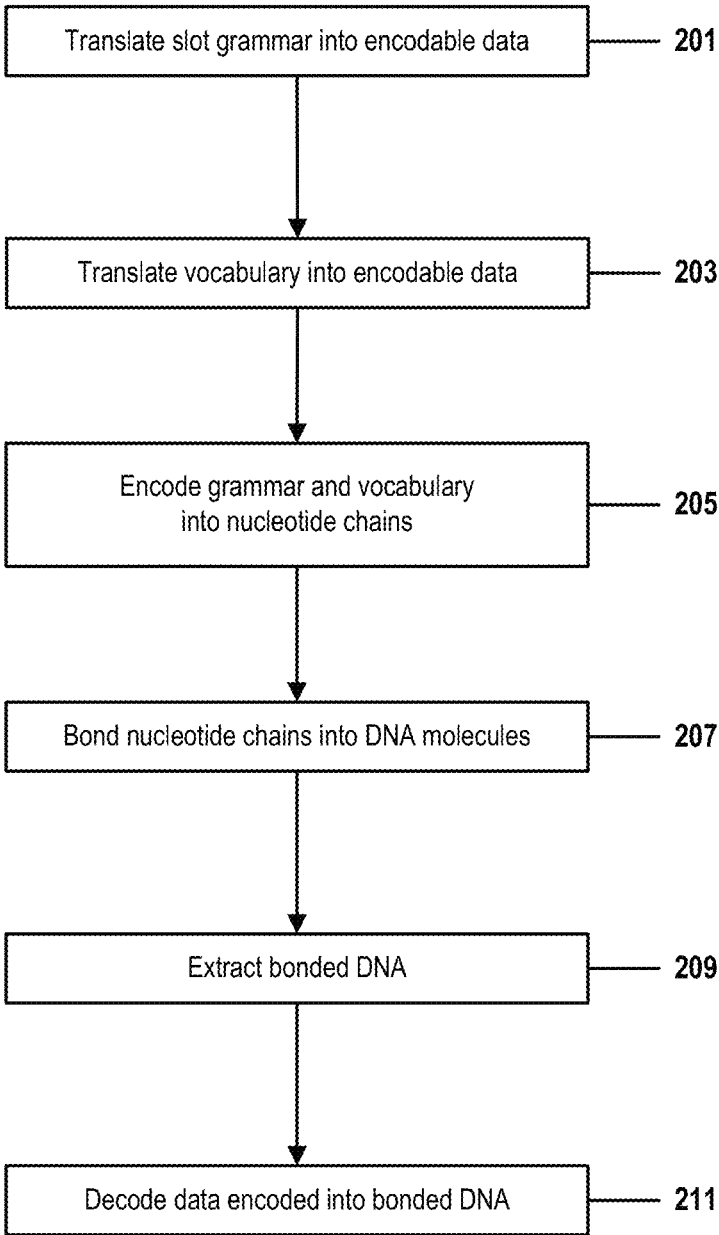 Translate slot grammar into encodable data 201
Translate vocabulary into encodable data 203
Encode grammar and vocabulary
into nucleotide chains 205
Bond nucleotide chains into DNA molecules 207
Extract bonded DNA 209
Decode data encoded into bonded DNA 211